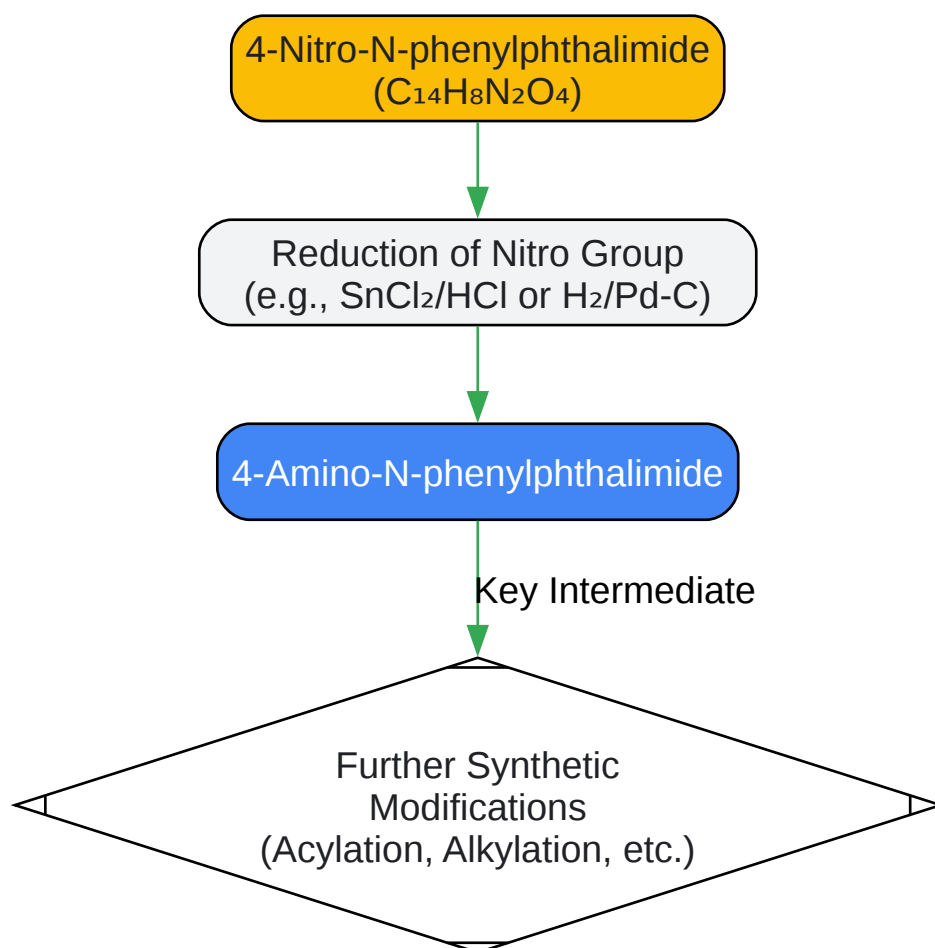 4-Nitro-N-phenylphthalimide
(C₁₄H₈N₂O₄)
Reduction of Nitro Group
(e.g., SnCl₂/HCl or H₂/Pd-C)
4-Amino-N-phenylphthalimide
Key Intermediate
Further Synthetic
Modifications
(Acylation, Alkylation, etc.)